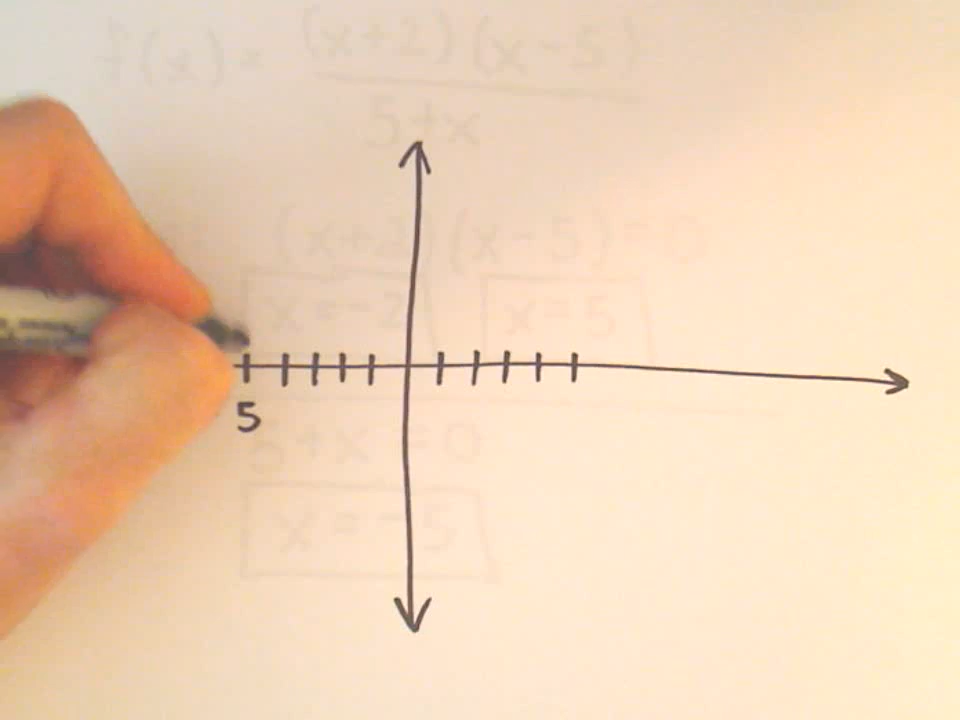 f(x) = (x+2)(x-5)
5+x
(x+2)(x-5)=0
x=-2 x=5
5
5+x=0
x=-5